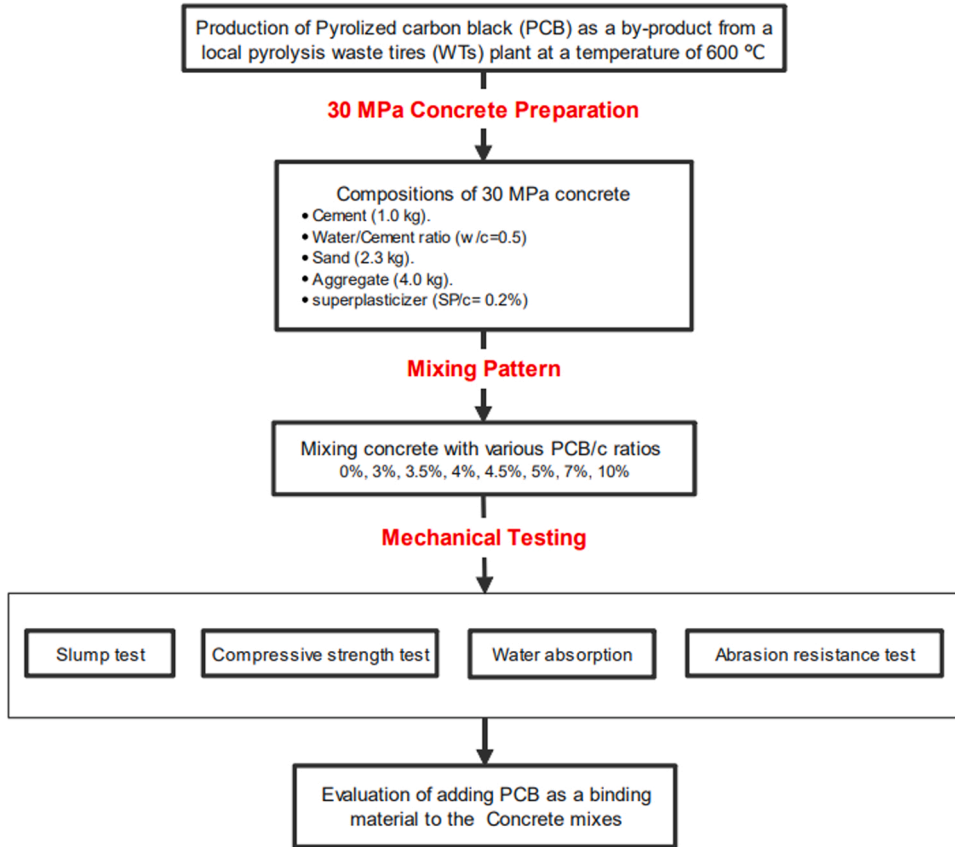 Production of Pyrolized carbon black (PCB) as a by-product from a
local pyrolysis waste tires (WTs) plant at a temperature of 600 ℃
30 MPa Concrete Preparation
Compositions of 30 MPa concrete
• Cement (1.0 kg).
• Water/Cement ratio (w/c=0.5)
• Sand (2.3 kg).
• Aggregate (4.0 kg).
• superplasticizer (SP/c= 0.2%)
Mixing Pattern
Mixing concrete with various PCB/c ratios
0%, 3%, 3.5%, 4%, 4.5%, 5%, 7%, 10%
Mechanical Testing
Slump test
Compressive strength test
Water absorption
Abrasion resistance test
Evaluation of adding PCB as a binding
material to the Concrete mixes